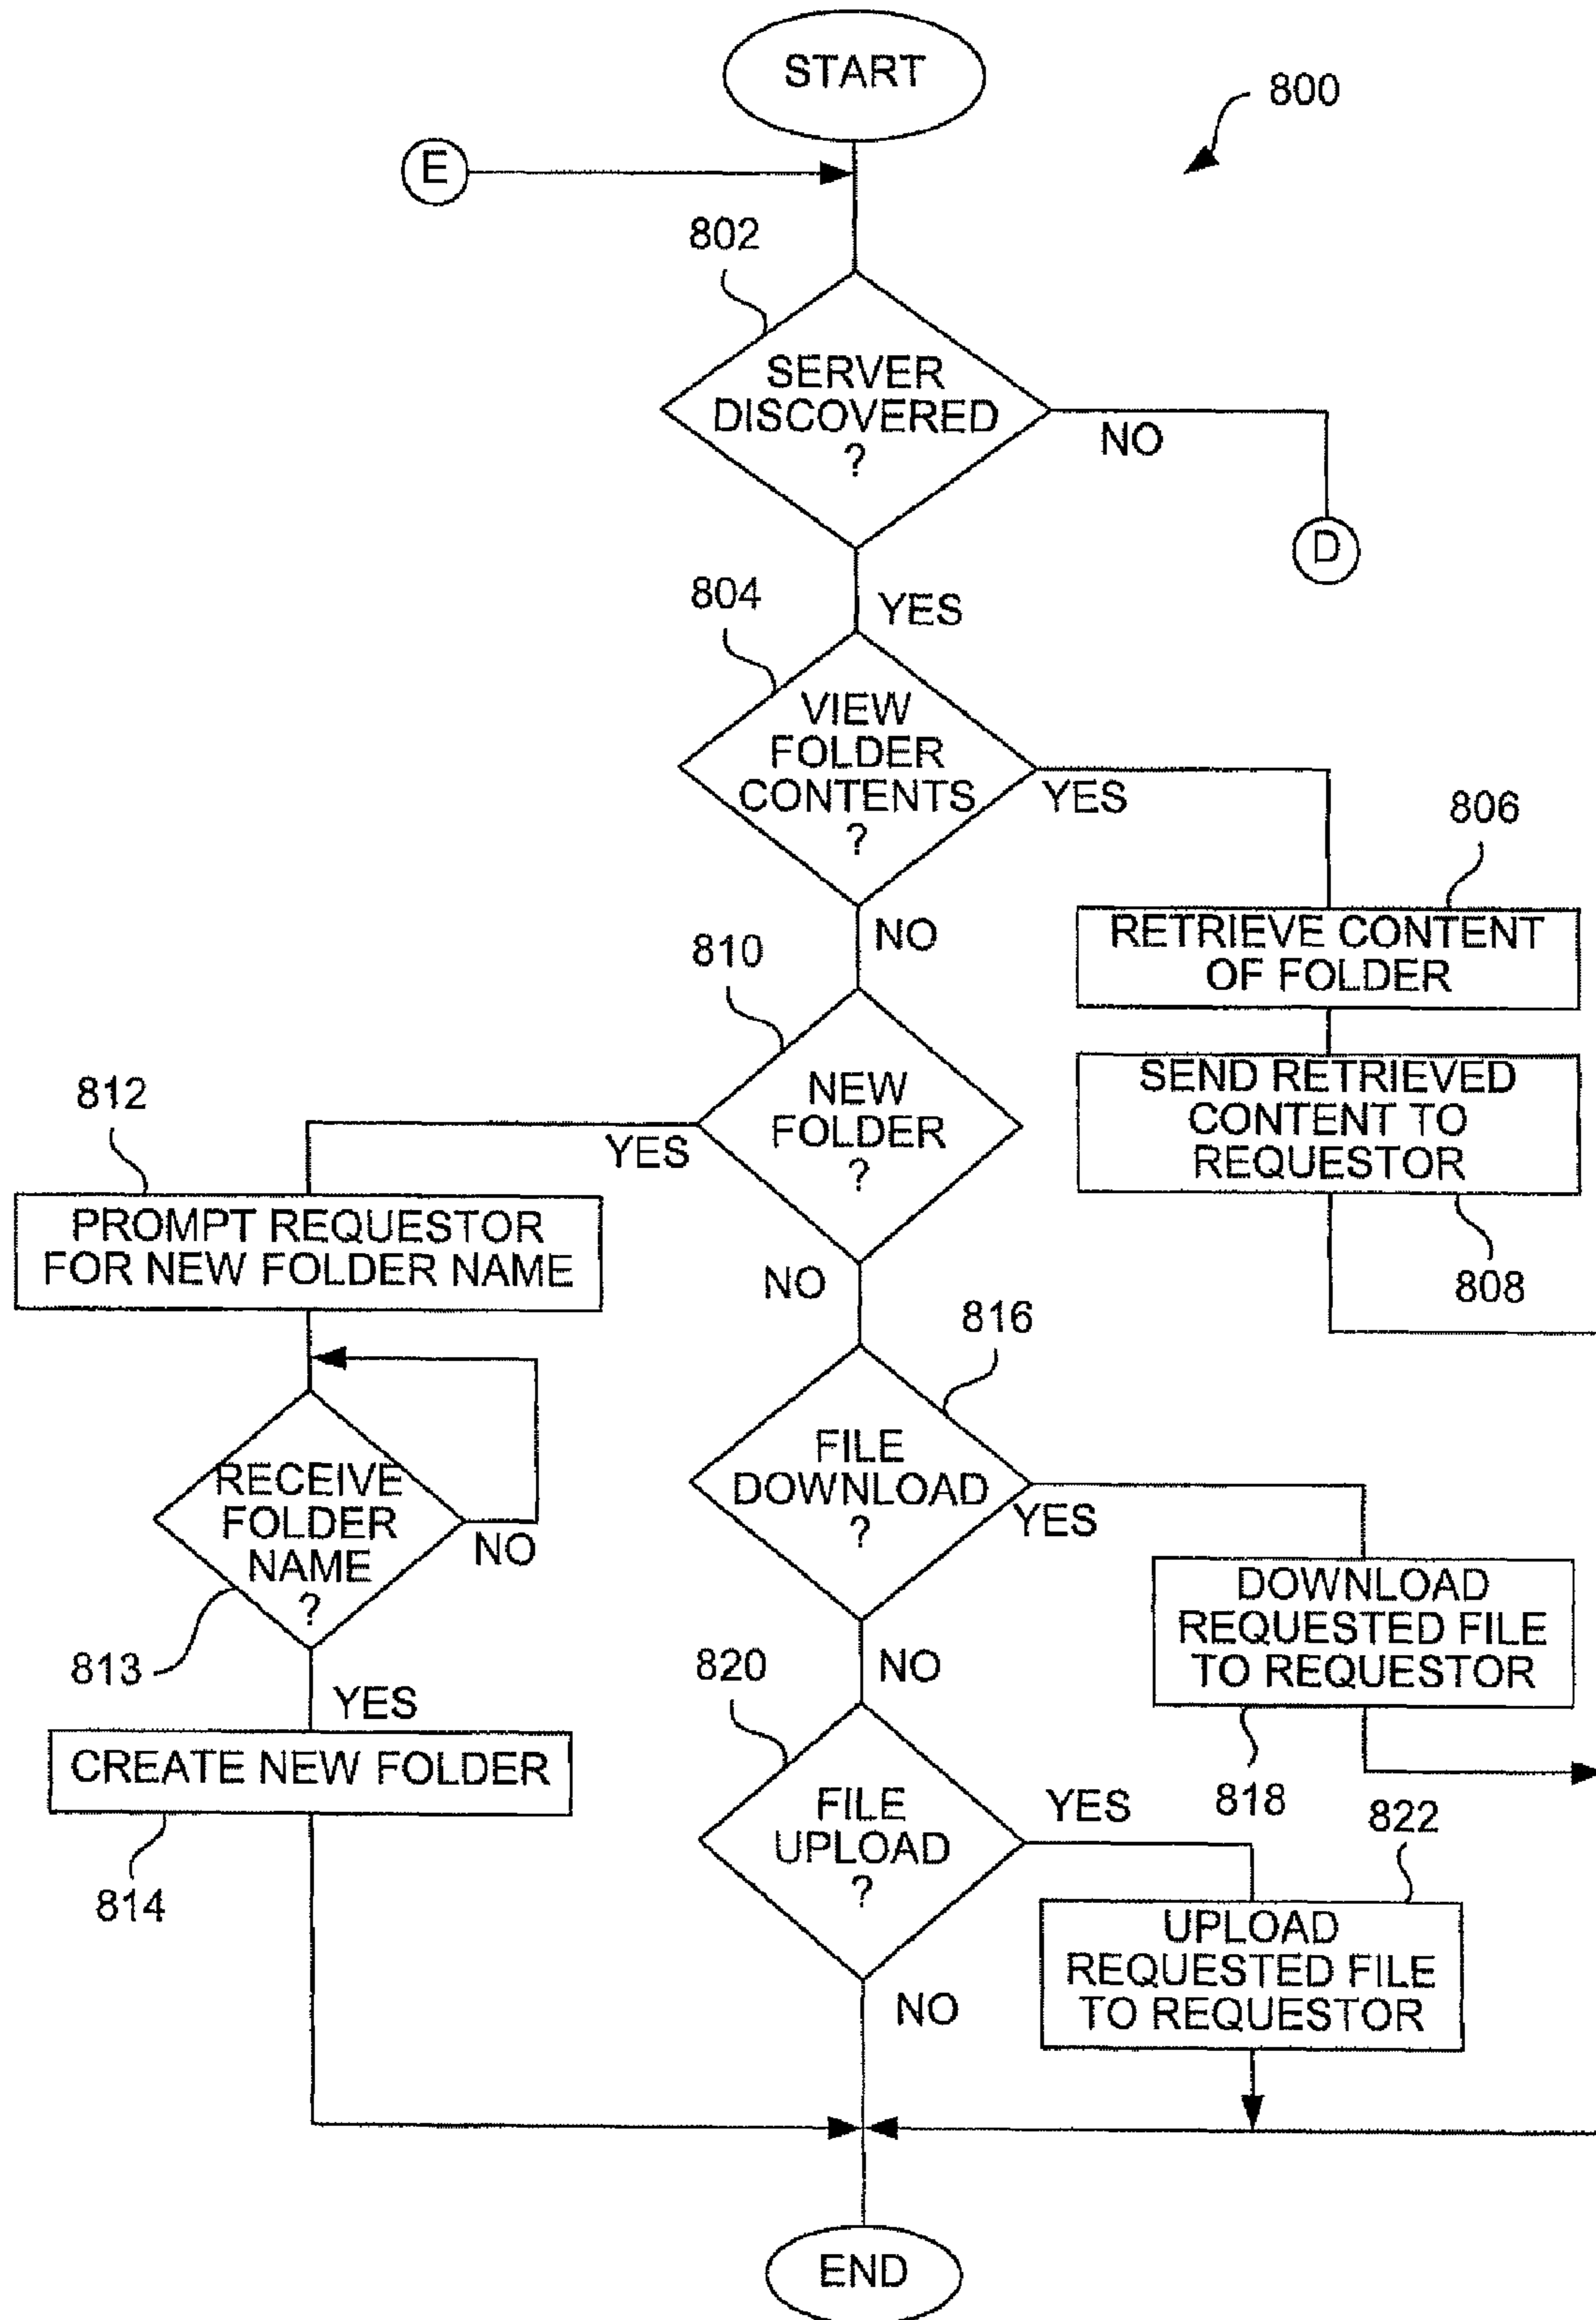 START
800
E
802
SERVER
DISCOVERED
?
NO
D
YES
804
VIEW
FOLDER
CONTENTS
?
YES
806
RETRIEVE CONTENT
OF FOLDER
SEND RETRIEVED
CONTENT TO
REQUESTOR
808
NO
810
NEW
FOLDER
?
YES
812
PROMPT REQUESTOR
FOR NEW FOLDER NAME
RECEIVE
FOLDER
NAME
?
NO
813
YES
CREATE NEW FOLDER
814
NO
816
FILE
DOWNLOAD
?
YES
DOWNLOAD
REQUESTED FILE
TO REQUESTOR
818
NO
820
FILE
UPLOAD
?
YES
822
UPLOAD
REQUESTED FILE
TO REQUESTOR
NO
END